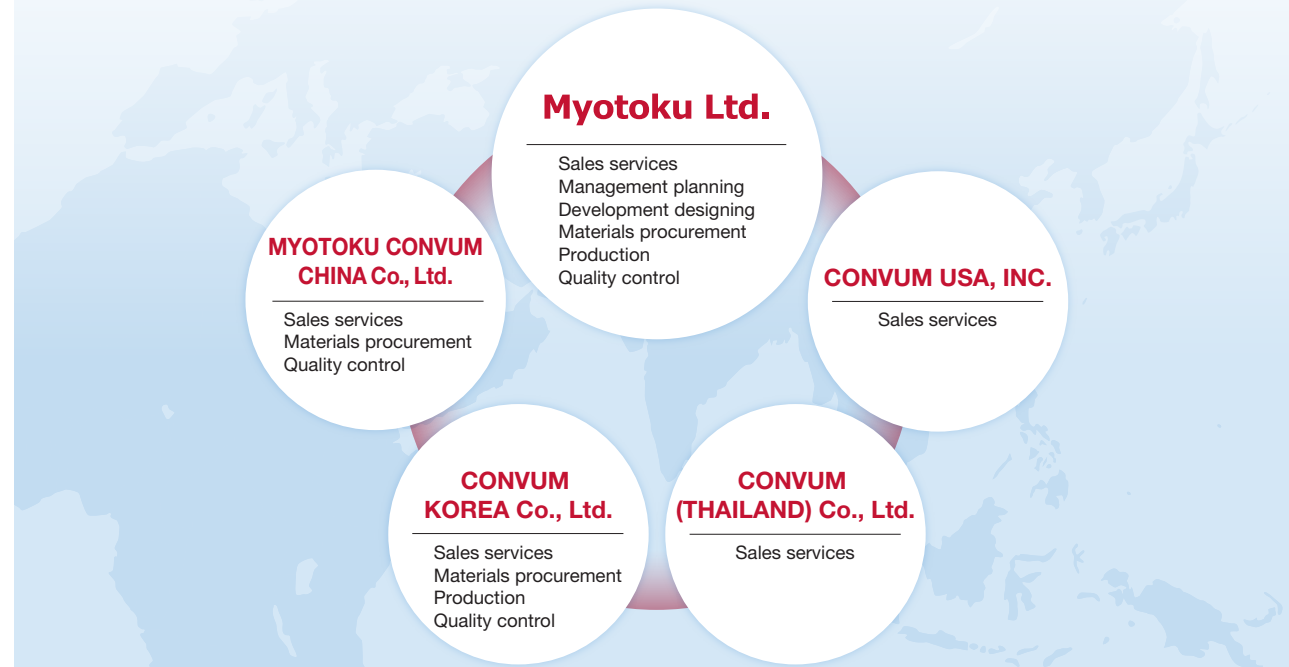 Myotoku Ltd.
Sales services
Management planning
Development designing
Materials procurement
Production
Quality control
MYOTOKU CONVUM
CHINA Co., Ltd.
Sales services
Materials procurement
Quality control
CONVUM USA, INC.
Sales services
CONVUM
KOREA Co., Ltd.
Sales services
Materials procurement
Production
Quality control
CONVUM
(THAILAND) Co., Ltd.
Sales services